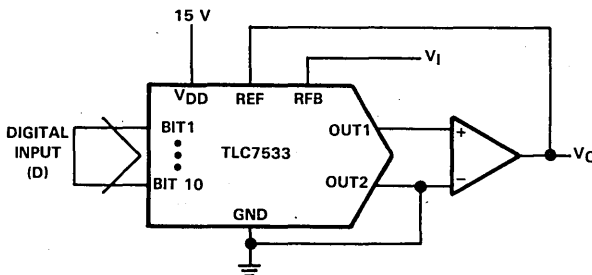 15 V
VDD REF RFB
VI
DIGITAL
INPUT
(D)
BIT1
BIT 10
TLC7533
OUT1
OUT2
GND
+
−
VO